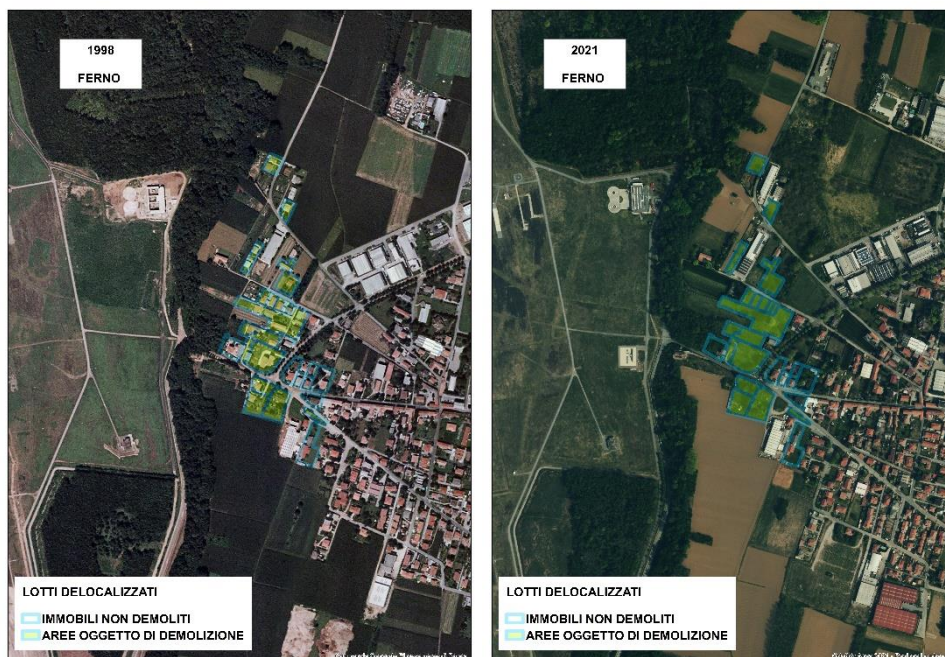 1998
FERNO
LOTTI DELOCALIZZATI
IMMOBILI NON DEMOLITI
AREE OGGETTO DI DEMOLIZIONE
2021
FERNO
LOTTI DELOCALIZZATI
IMMOBILI NON DEMOLITI
AREE OGGETTO DI DEMOLIZIONE